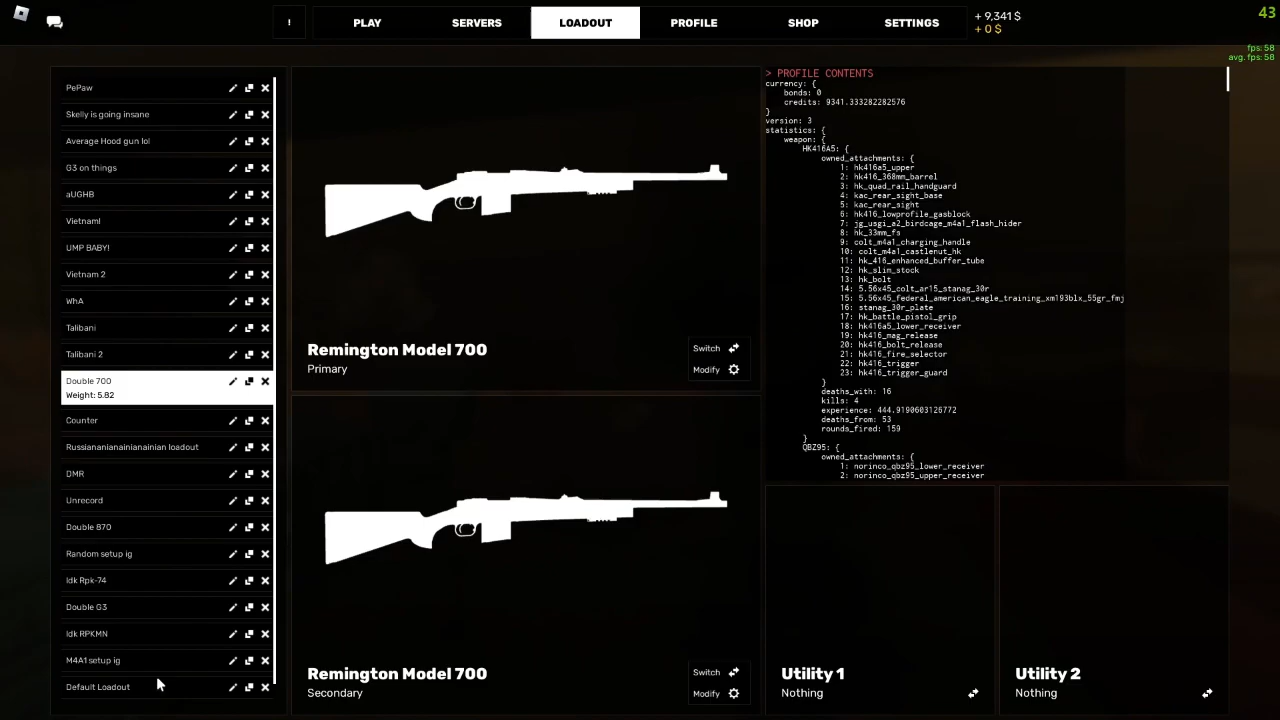 !
PLAY
SERVERS
LOADOUT
PROFILE
SHOP
SETTINGS
+ 9,341 $
+ 0 $
43
fps: 58
avg. fps: 58
PePaw
Skelly is going insane
Average Hood gun lol
G3 on things
aUGHB
Vietnam!
UMP BABY!
Vietnam 2
WhA
Talibani
Talibani 2
Double 700
Weight: 5.82
Counter
Russiananianainianainian loadout
DMR
Unrecord
Double 870
Random setup ig
Idk Rpk-74
Double G3
Idk RPKMN
M4A1 setup ig
Default Loadout
Remington Model 700
Primary
Switch
Modify
Remington Model 700
Secondary
Switch
Modify
> PROFILE CONTENTS
currency: {
bonds: 0
credits: 9341.333282282576
}
version: 3
statistics: {
weapon: {
HK416A5: {
owned_attachments: {
1: hk416a5_upper
2: hk416_368mm_barrel
3: hk_quad_rail_handguard
4: kac_rear_sight_base
5: kac_rear_sight
6: hk416_lowprofile_gasblock
7: jg_usgi_a2_birdcage_m4a1_flash_hider
8: hk_33mm_fs
9: colt_m4a1_charging_handle
10: colt_m4a1_castlenut_hk
11: hk_416_enhanced_buffer_tube
12: hk_slim_stock
13: hk_bolt
14: 5.56x45_colt_ar15_stanag_30r
15: 5.56x45_federal_american_eagle_training_xm193blx_55gr_fmj
16: stanag_30r_plate
17: hk_battle_pistol_grip
18: hk416a5_lower_receiver
19: hk416_mag_release
20: hk416_bolt_release
21: hk416_fire_selector
22: hk416_trigger
23: hk416_trigger_guard
}
deaths_with: 16
kills: 4
experience: 444.9190603126772
deaths_from: 53
rounds_fired: 159
}
QBZ95: {
owned_attachments: {
1: norinco_qbz95_lower_receiver
2: norinco_qbz95_upper_receiver
Utility 1
Nothing
Utility 2
Nothing